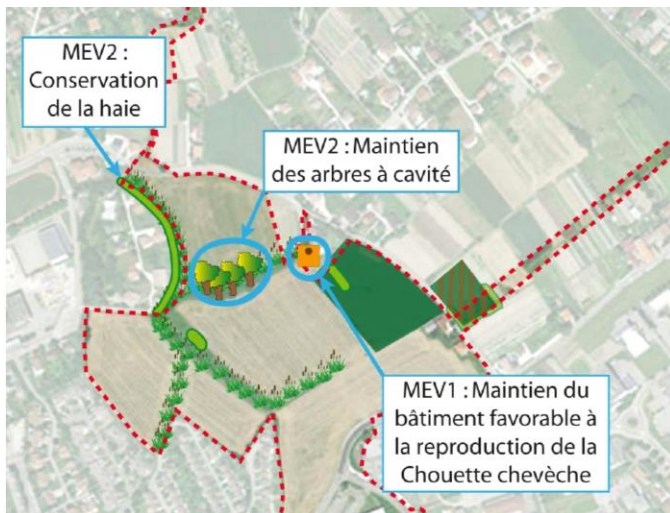 MEV2 :
Conservation
de la haie
MEV2 : Maintien
des arbres à cavité
MEV1 : Maintien du
bâtiment favorable à
la reproduction de la
Chouette chevèche